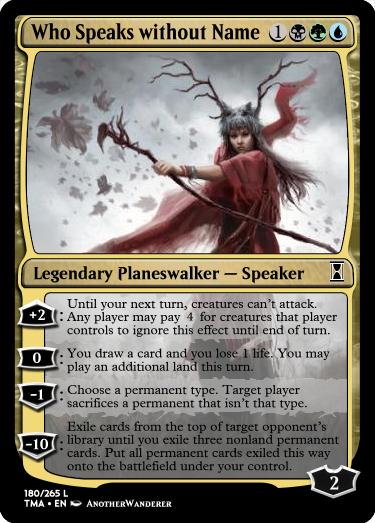 Who Speaks without Name 1
Legendary Planeswalker — Speaker
+2: Until your next turn, creatures can't attack.
Any player may pay 4 for creatures that player
controls to ignore this effect until end of turn.
0: You draw a card and you lose 1 life. You may
play an additional land this turn.
-1: Choose a permanent type. Target player
sacrifices a permanent that isn't that type.
-10: Exile cards from the top of target opponent's
library until you exile three nonland permanent
cards. Put all permanent cards exiled this way
onto the battlefield under your control.
2
180/265 L
TMA • EN AnotherWanderer